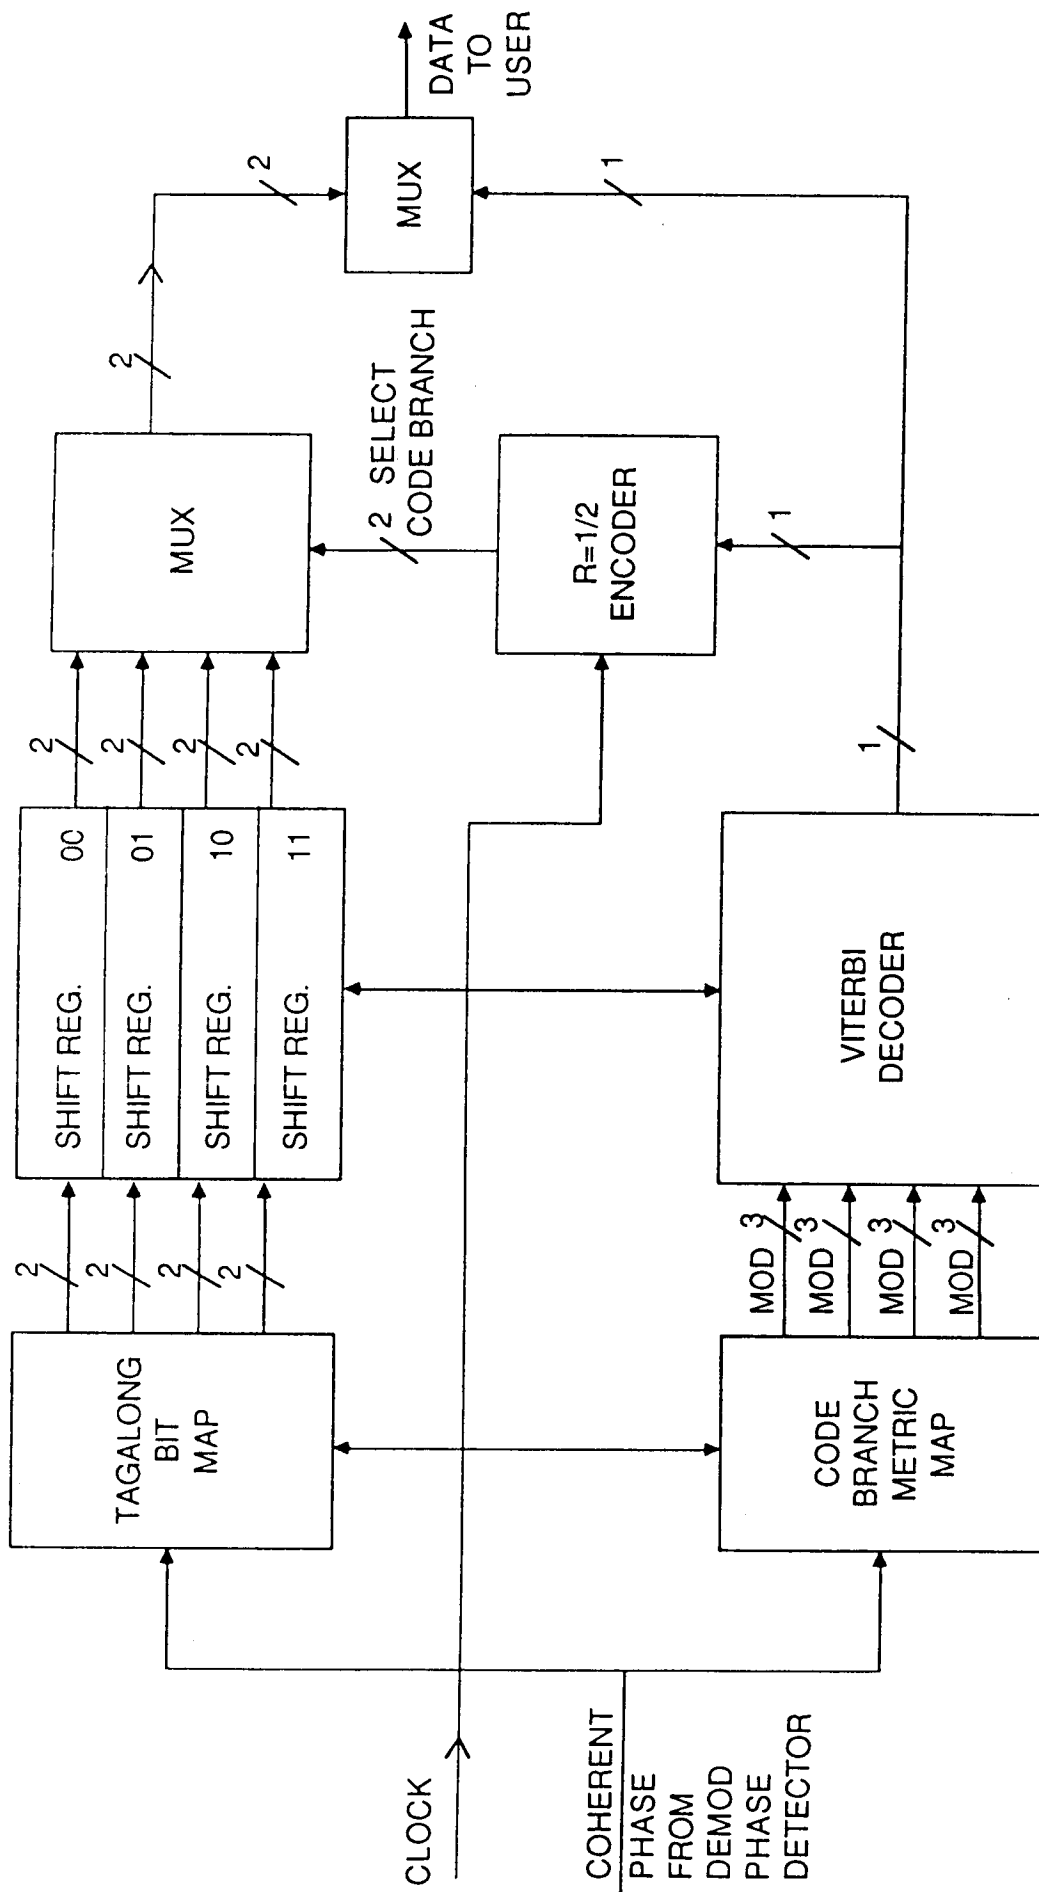 CLOCK
COHERENT
PHASE
FROM
DEMOD
PHASE
DETECTOR
TAGALONG
BIT
MAP
2
2
2
2
SHIFT REG. 00
SHIFT REG. 01
SHIFT REG. 10
SHIFT REG. 11
2
2
2
2
MUX
2
2
MUX
DATA
TO
USER
2 SELECT
CODE BRANCH
R=1/2
ENCODER
1
1
CODE
BRANCH
METRIC
MAP
MOD 3
MOD 3
MOD 3
MOD 3
VITERBI
DECODER
1